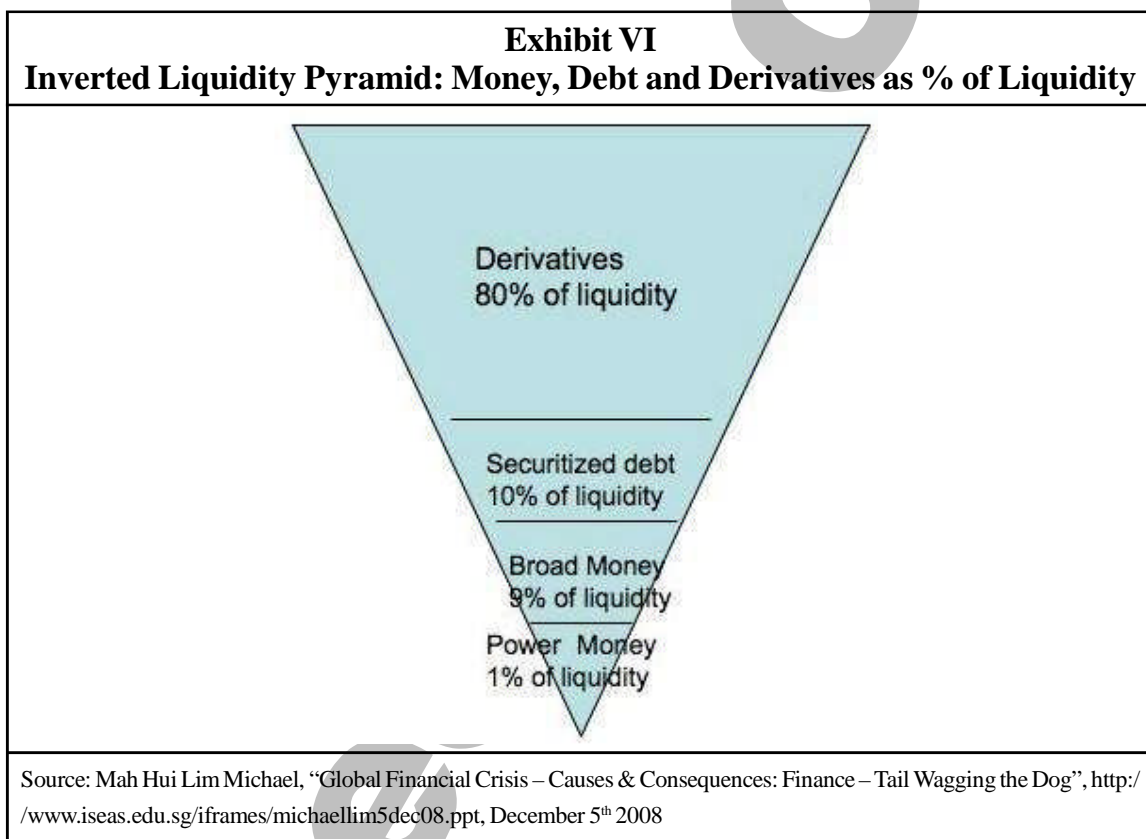 Exhibit VI
Inverted Liquidity Pyramid: Money, Debt and Derivatives as % of Liquidity
Derivatives
80% of liquidity
Securitized debt
10% of liquidity
Broad Money
9% of liquidity
Power Money
1% of liquidity
Source: Mah Hui Lim Michael, “Global Financial Crisis – Causes & Consequences: Finance – Tail Wagging the Dog”, http:/
/www.iseas.edu.sg/iframes/michaellim5dec08.ppt, December 5th 2008